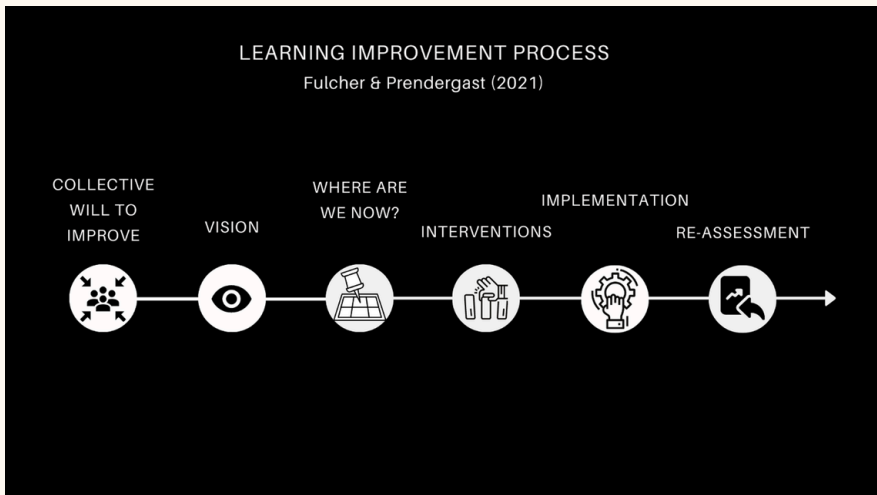 LEARNING IMPROVEMENT PROCESS
Fulcher & Prendergast (2021)
COLLECTIVE
WILL TO
IMPROVE
VISION
WHERE ARE
WE NOW?
INTERVENTIONS
IMPLEMENTATION
RE-ASSESSMENT